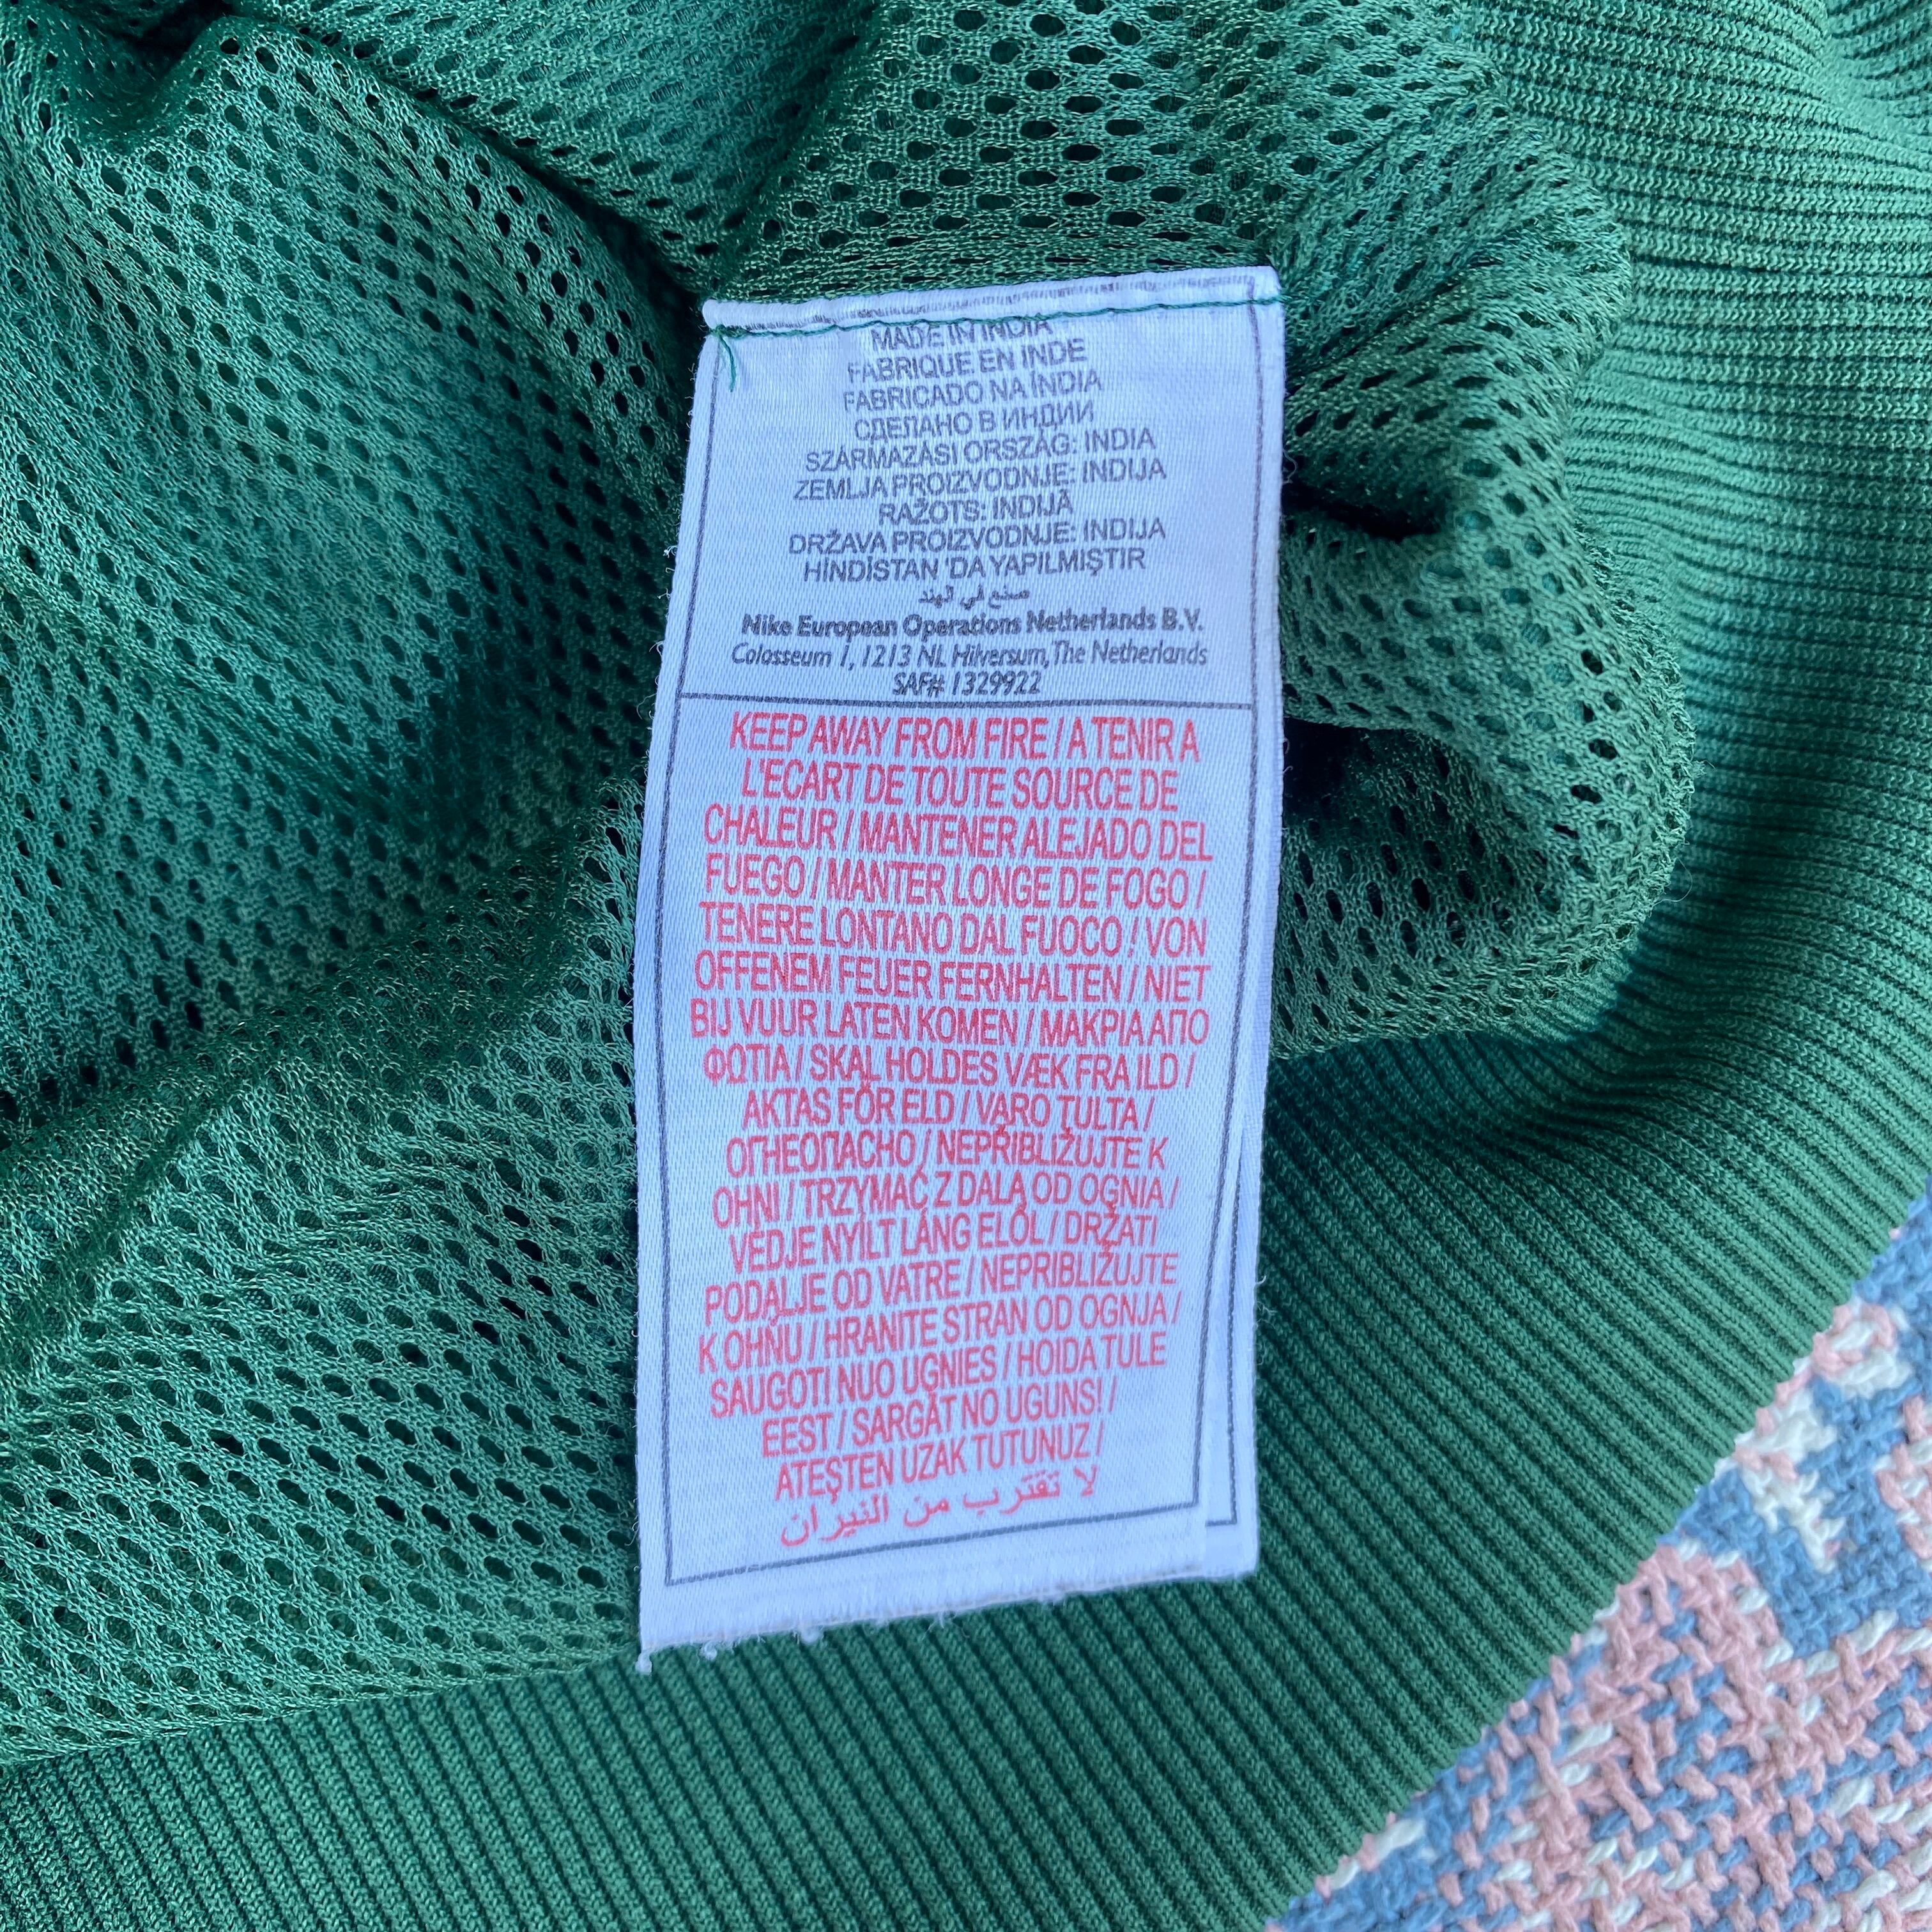 MADE IN INDIA
FABRIQUE EN INDE
FABRICADO NA ÍNDIA
СДЕЛАНО В ИНДИИ
SZÁRMAZÁSI ORSZÁG: INDIA
ZEMLJA PROIZVODNJE: INDIJA
RAŽOTS: INDIJĀ
DRŽAVA PROIZVODNJE: INDIJA
HİNDİSTAN 'DA YAPILMIŞTIR
صنع في الهند
Nike European Operations Netherlands B.V.
Colosseum 1, 1213 NL Hilversum, The Netherlands
SAF# 1329922
KEEP AWAY FROM FIRE / A TENIR A
L'ECART DE TOUTE SOURCE DE
CHALEUR / MANTENER ALEJADO DEL
FUEGO / MANTER LONGE DE FOGO /
TENERE LONTANO DAL FUOCO ! VON
OFFENEM FEUER FERNHALTEN / NIET
BIJ VUUR LATEN KOMEN / ΜΑΚΡΙΑ ΑΠΟ
ΦΩΤΙΑ / SKAL HOLDES VÆK FRA ILD /
AKTAS FÖR ELD / VARO TULTA /
ОГНЕОПАСНО / NEPŘIBLIŽUJTE K
OHNI / TRZYMAĆ Z DALA OD OGNIA /
VEDJE NYÍLT LÁNG ELŐL / DRŽATI
PODALJE OD VATRE / NEPRIBLIŽUJTE
K OHŇU / HRANITE STRAN OD OGNJA /
SAUGOTI NUO UGNIES / HOIDA TULE
EEST / SARGĀT NO UGUNS! /
ATEŞTEN UZAK TUTUNUZ /
لا تقترب من النيران